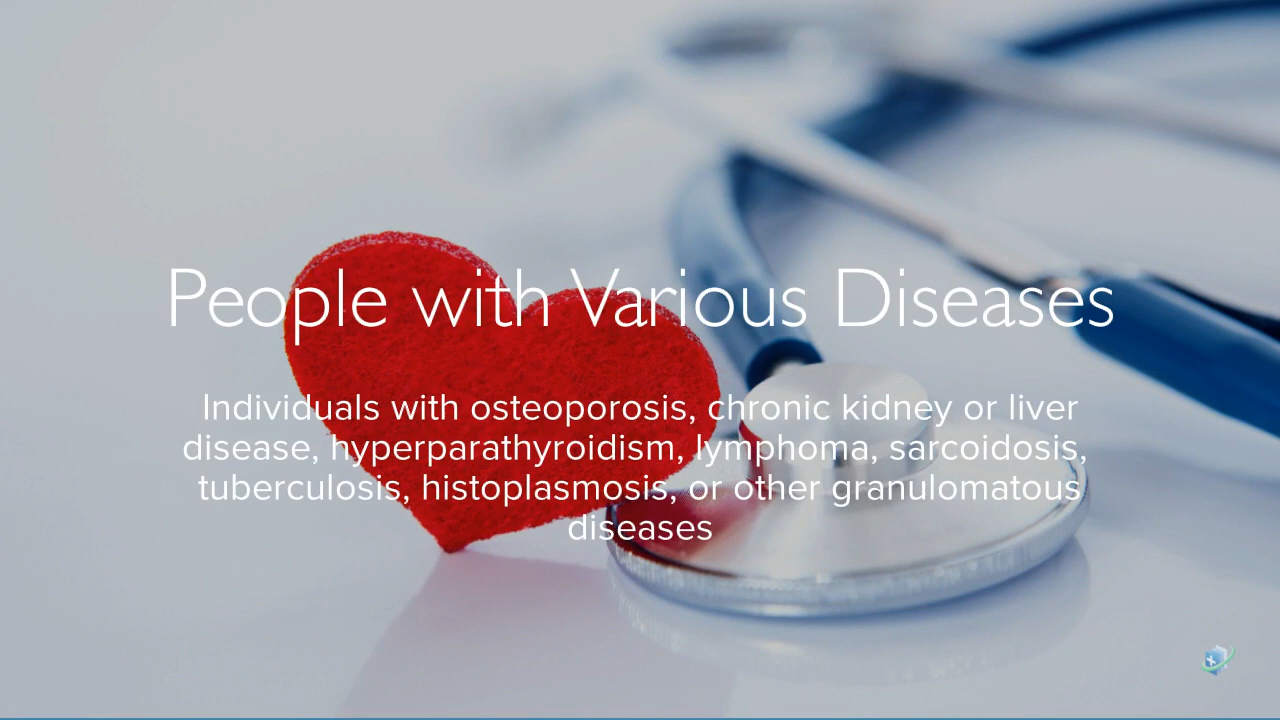 People with Various Diseases
Individuals with osteoporosis, chronic kidney or liver
disease, hyperparathyroidism, lymphoma, sarcoidosis,
tuberculosis, histoplasmosis, or other granulomatous
diseases